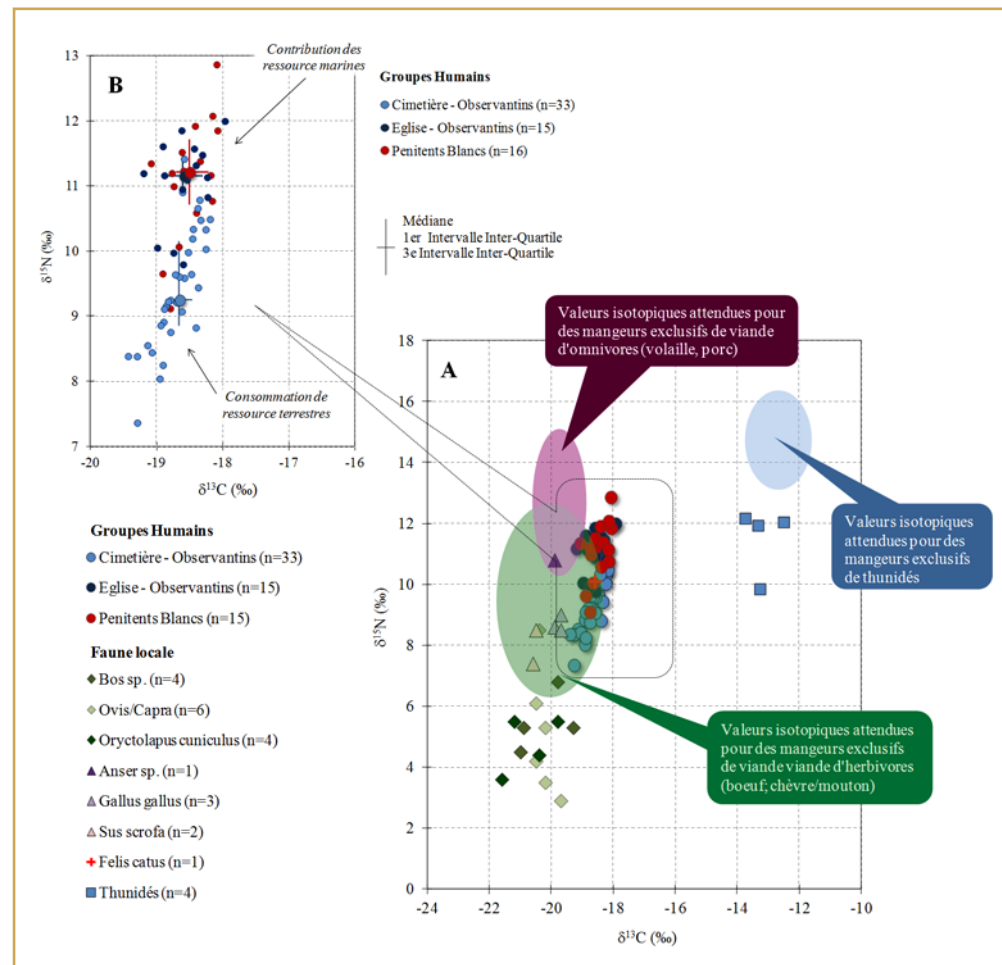 B
Contribution des
ressource marines
13
12
11
10
9
8
7
δ¹⁵N (‰)
-20
-19
-18
-17
-16
δ¹³C (‰)
Consommation de
ressource terrestres
Groupes Humains
Cimetière - Observantins (n=33)
Eglise - Observantins (n=15)
Penitents Blancs (n=16)
Médiane
1er Intervalle Inter-Quartile
3e Intervalle Inter-Quartile
Groupes Humains
Cimetière - Observantins (n=33)
Eglise - Observantins (n=15)
Penitents Blancs (n=15)
Faune locale
Bos sp. (n=4)
Ovis/Capra (n=6)
Oryctolapus cuniculus (n=4)
Anser sp. (n=1)
Gallus gallus (n=3)
Sus scrofa (n=2)
Felis catus (n=1)
Thunidés (n=4)
A
Valeurs isotopiques attendues pour
des mangeurs exclusifs de viande
d'omnivores (volaille, porc)
Valeurs isotopiques
attendues pour des
mangeurs exclusifs
de thunidés
Valeurs isotopiques attendues
pour des mangeurs exclusifs
de viande viande d'herbivores
(boeuf; chèvre/mouton)
18
16
14
12
10
8
6
4
2
0
δ¹⁵N (‰)
-24
-22
-20
-18
-16
-14
-12
-10
δ¹³C (‰)